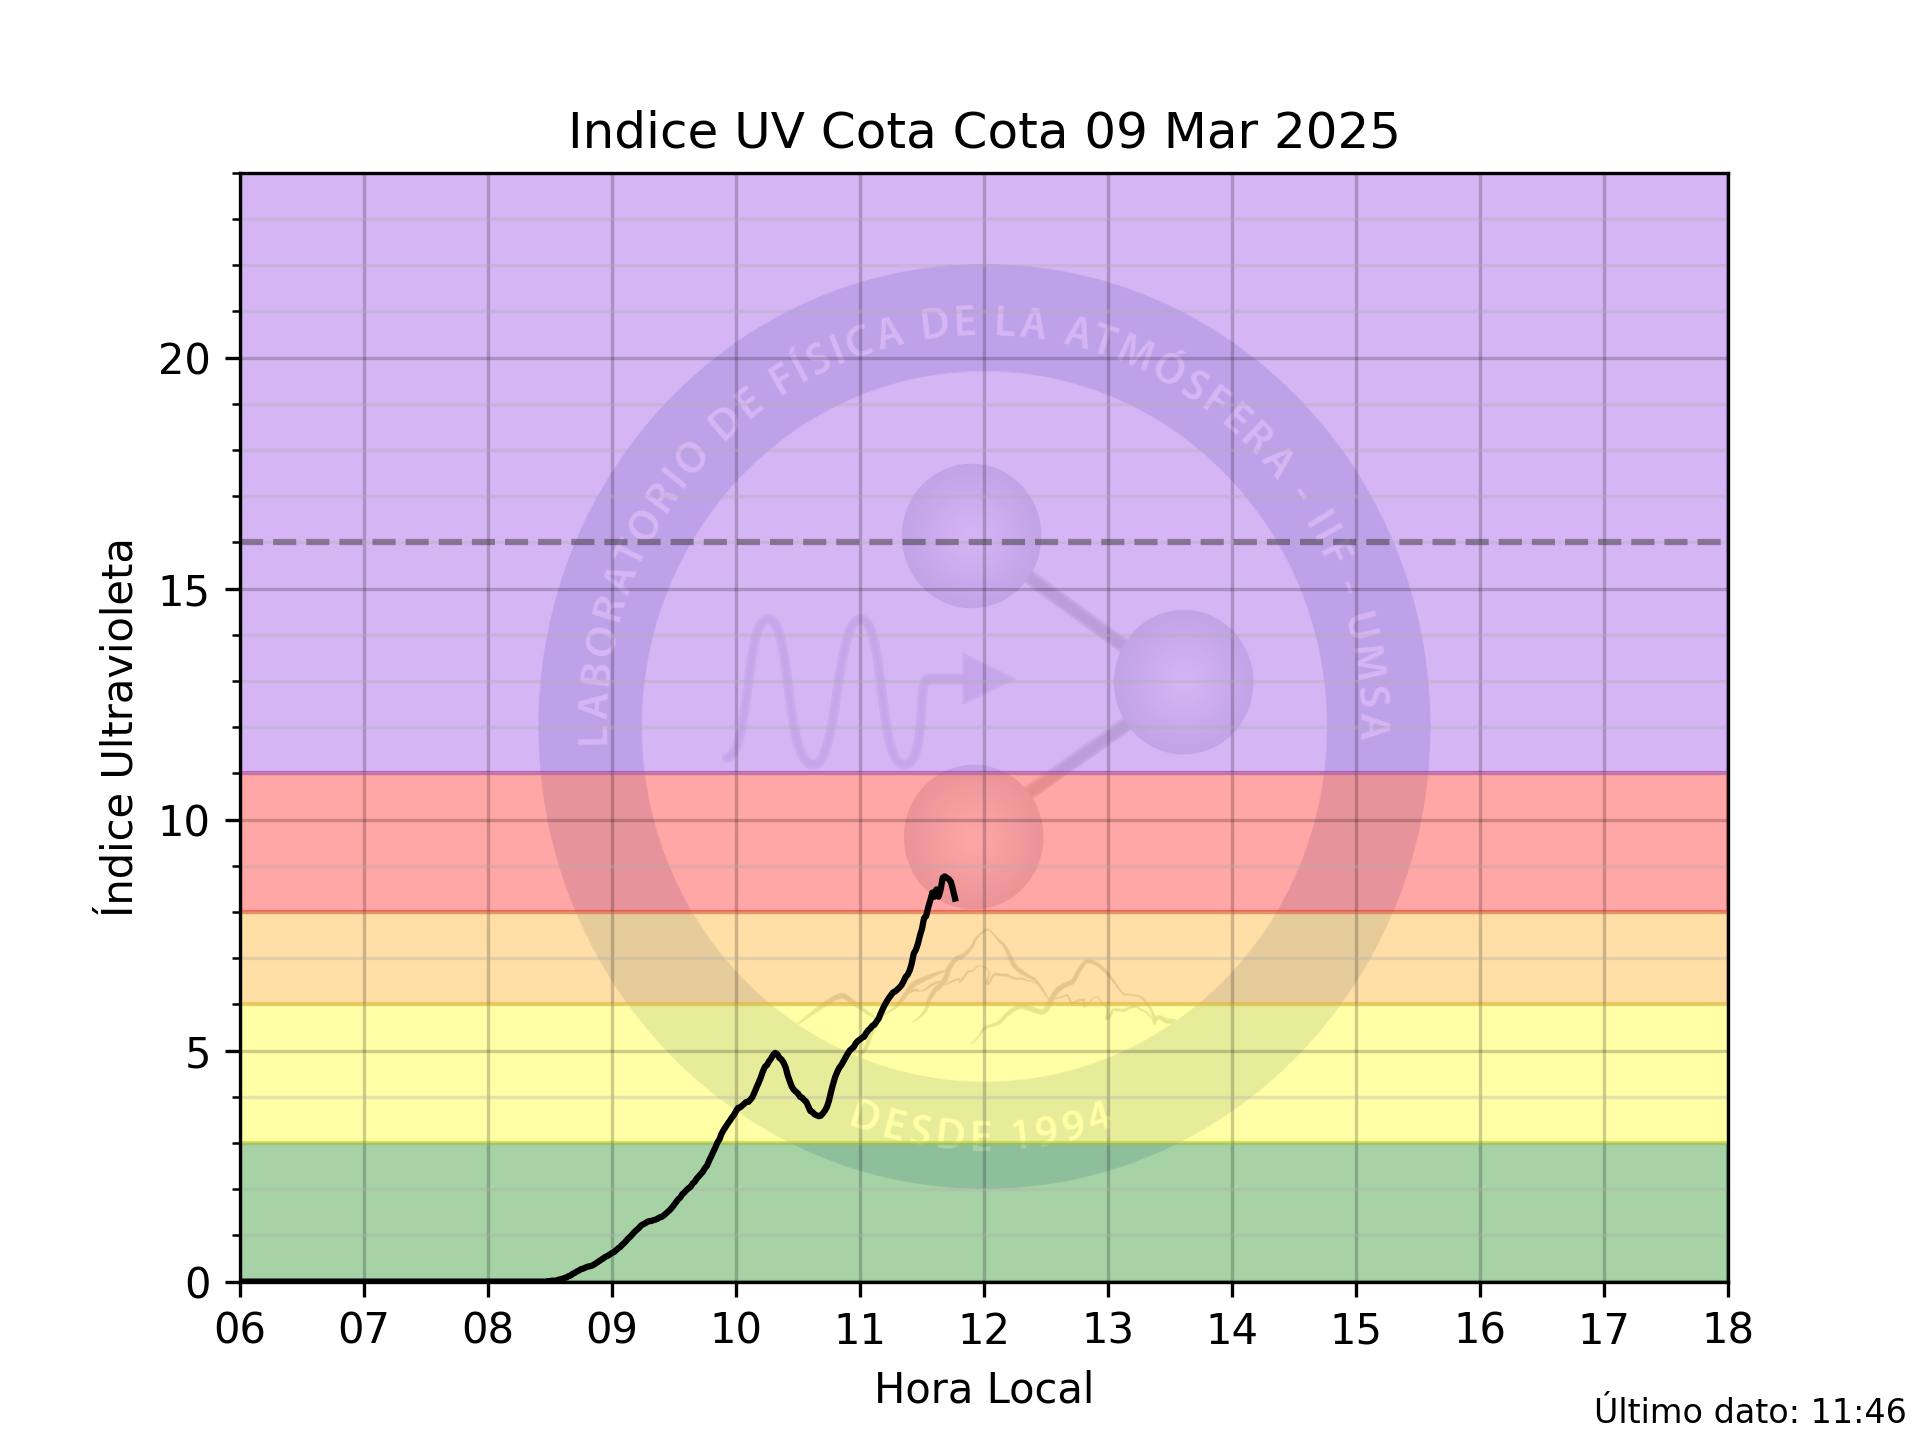 Indice UV Cota Cota 09 Mar 2025
Índice Ultravioleta
20
15
10
5
0
LABORATORIO DE FÍSICA DE LA ATMÓSFERA - IIF - UMSA
DESDE 1994
06 07 08 09 10 11 12 13 14 15 16 17 18
Hora Local
Último dato: 11:46